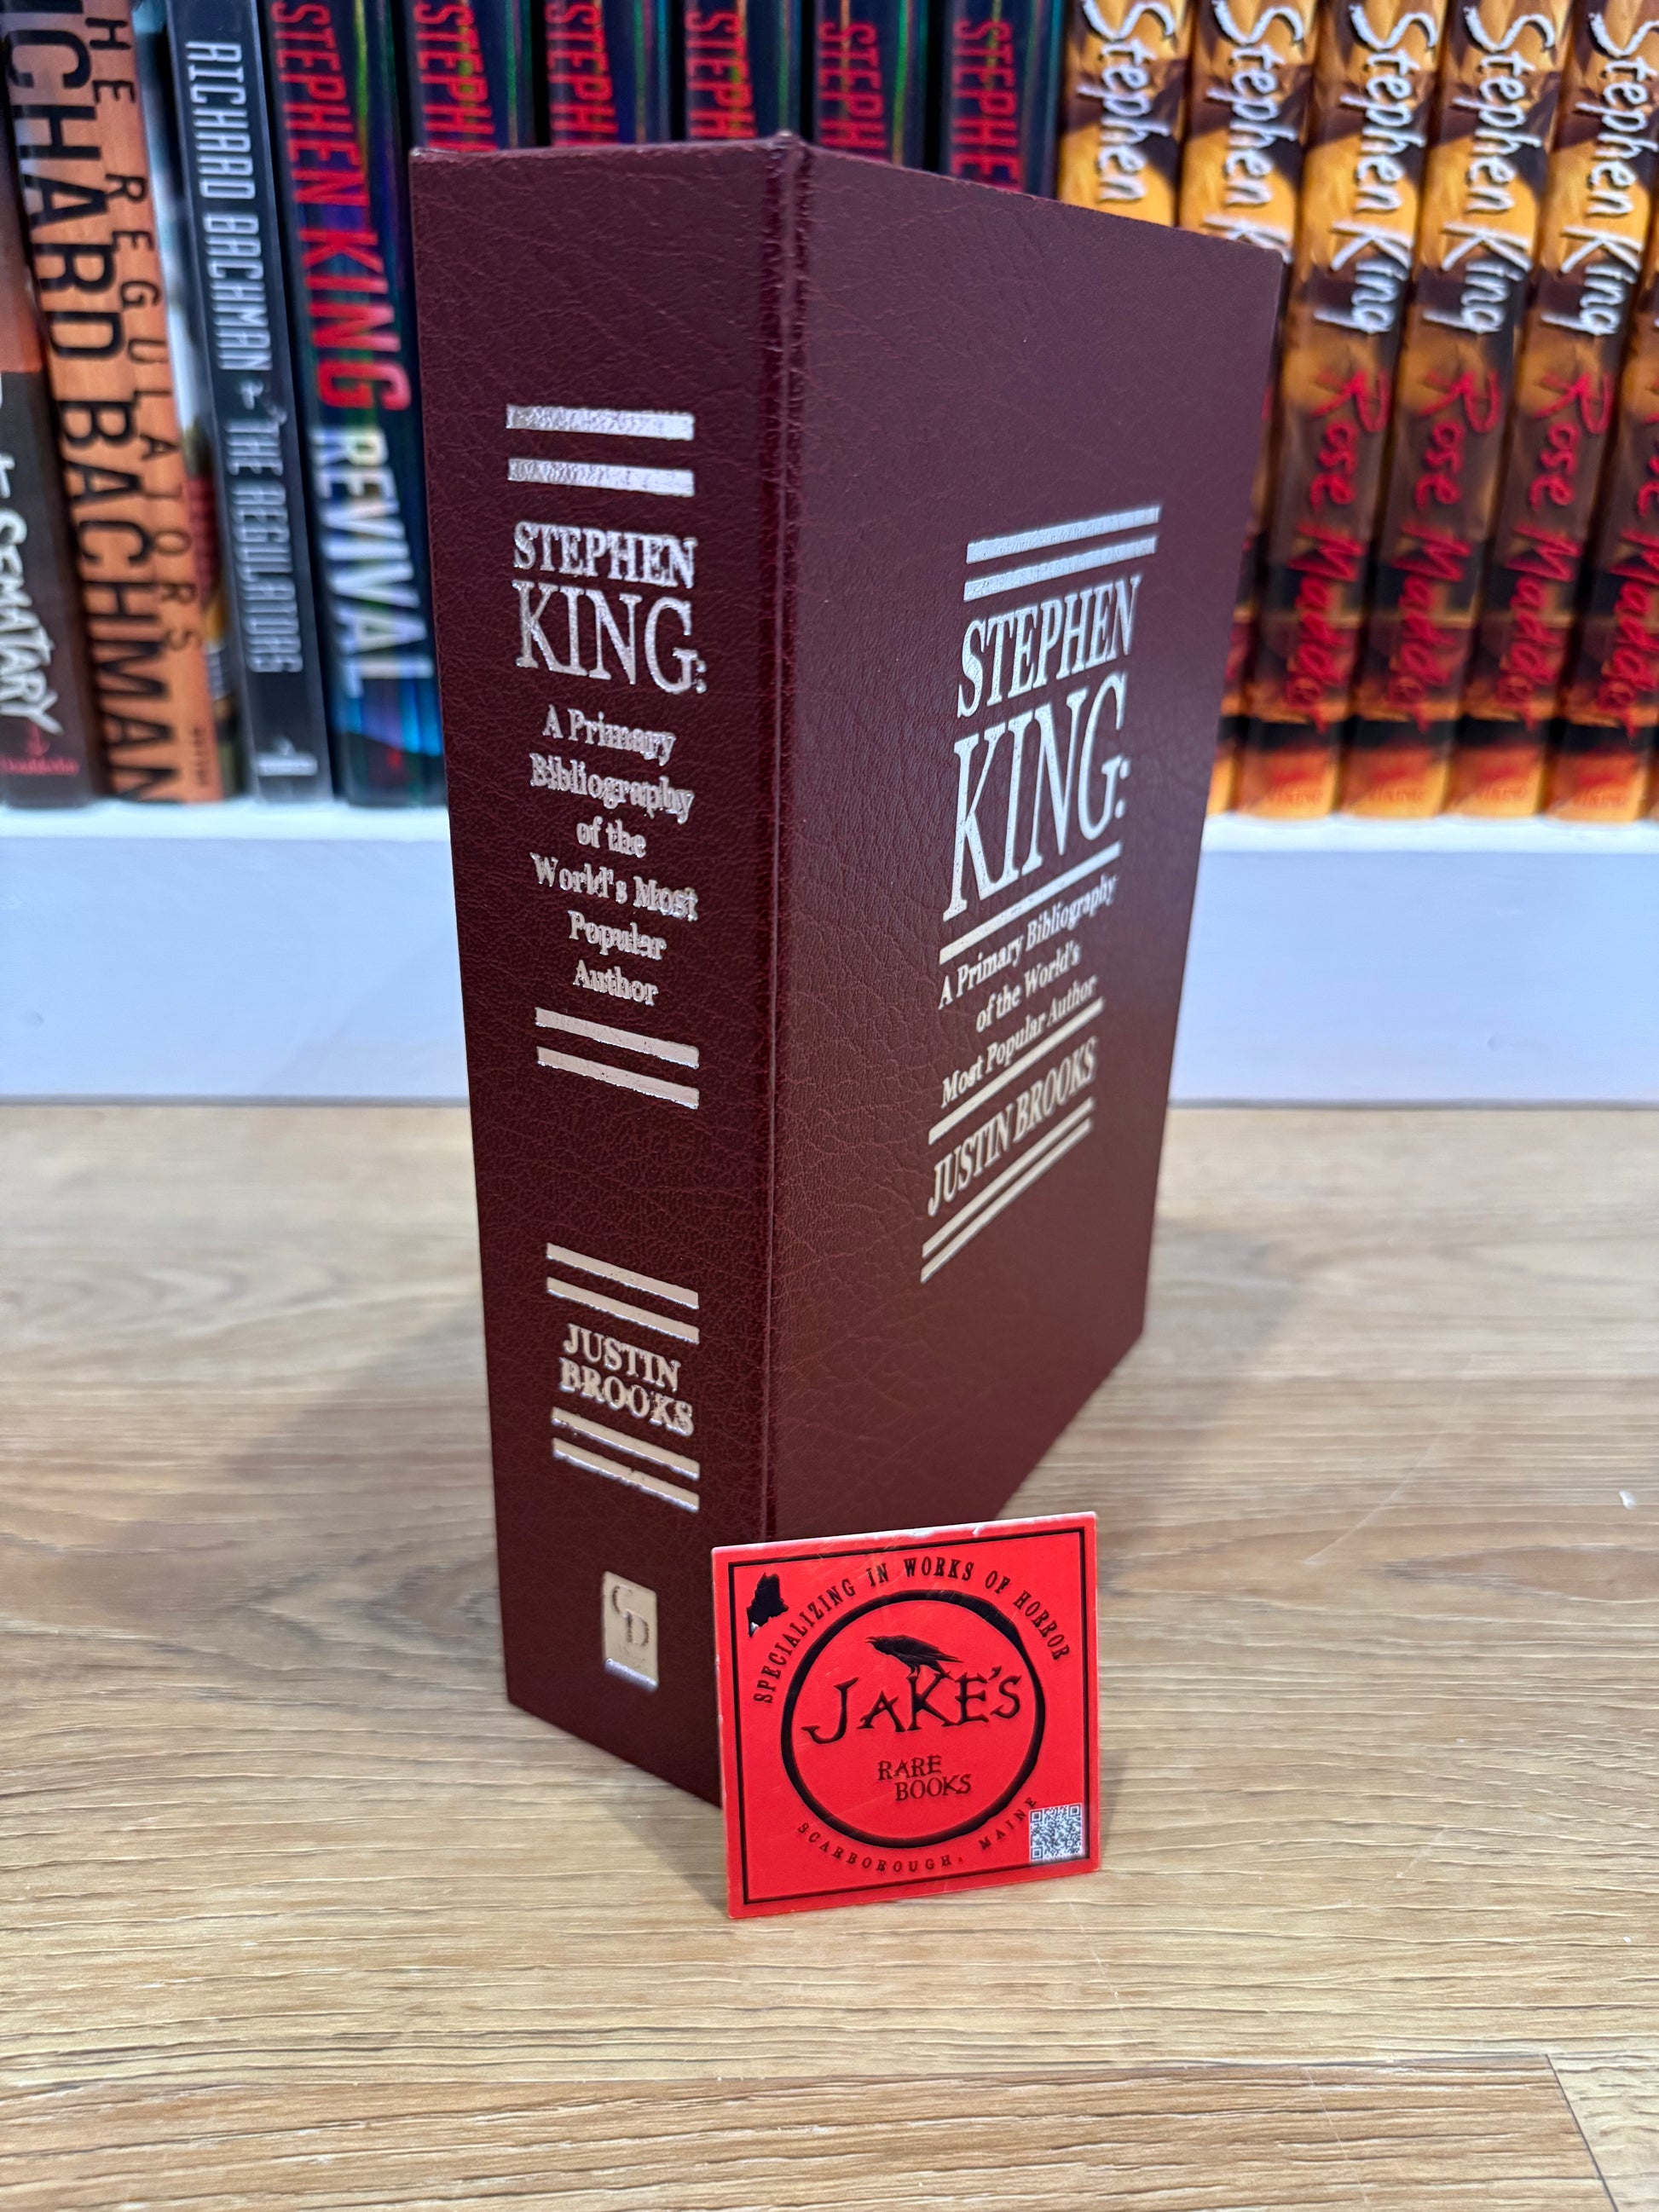 THE REGULATORS
RICHARD BACHMAN
RICHARD BACHMAN THE REGULATORS
STEPHEN KING REVIVAL
STEPHEN
STEPHEN
STEPHEN
STEPHEN
STEPHEN
Stephen
Stephen King
Stephen King Rose Madder
Stephen King Rose Madder
Stephen King Rose Madder
SEMATARY
Doubleday
STEPHEN
KING:
A Primary
Bibliography
of the
World's Most
Popular
Author
JUSTIN
BROOKS
CD
STEPHEN
KING:
A Primary Bibliography
of the World's
Most Popular Author
JUSTIN BROOKS
SPECIALIZING IN WORKS OF HORROR
JAKE'S
RARE
BOOKS
SCARBOROUGH, MAINE